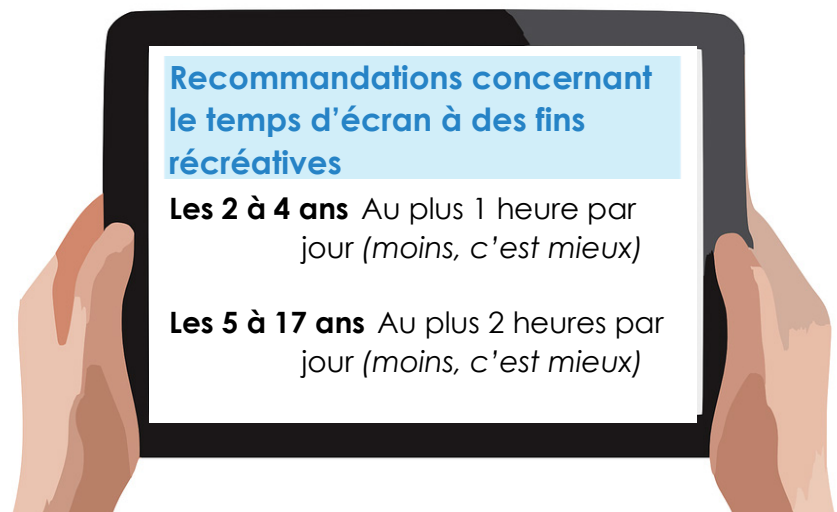 Recommandations concernant
le temps d’écran à des fins
récréatives
Les 2 à 4 ans Au plus 1 heure par
jour (moins, c’est mieux)
Les 5 à 17 ans Au plus 2 heures par
jour (moins, c’est mieux)